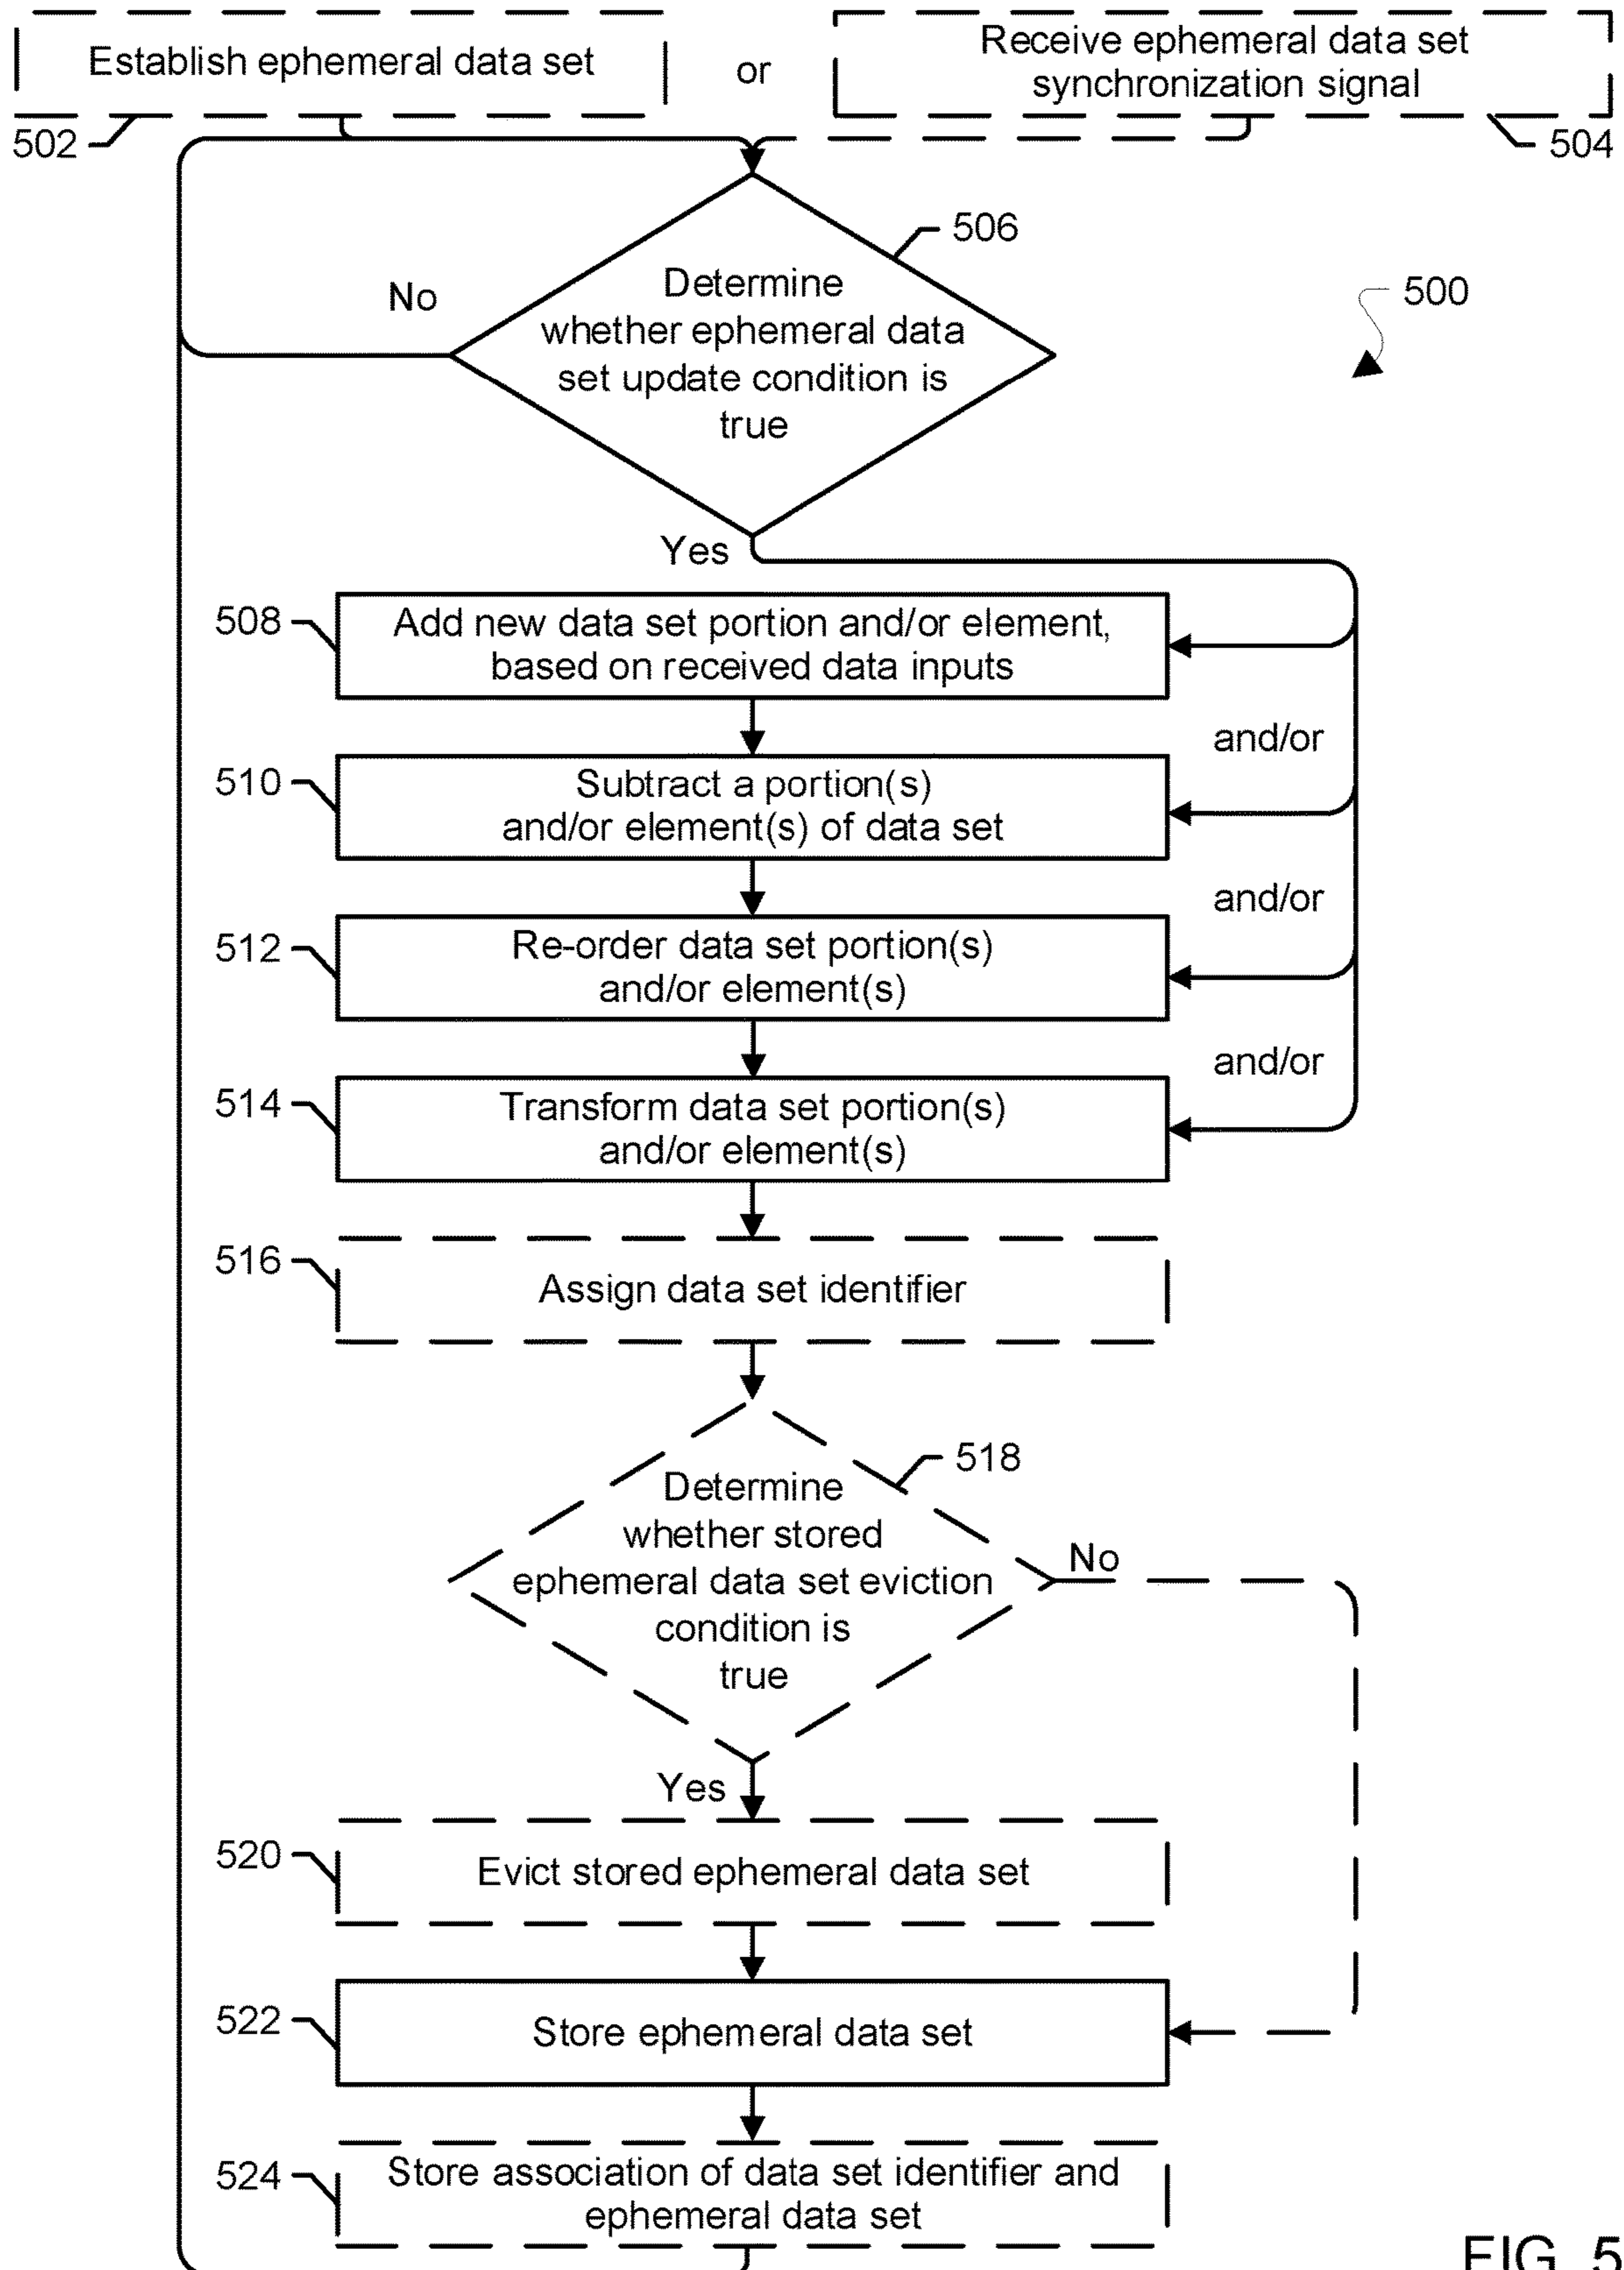 Establish ephemeral data set
or
Receive ephemeral data set
synchronization signal
502
504
506
Determine
whether ephemeral data
set update condition is
true
No
500
Yes
508
Add new data set portion and/or element,
based on received data inputs
and/or
510
Subtract a portion(s)
and/or element(s) of data set
and/or
512
Re-order data set portion(s)
and/or element(s)
and/or
514
Transform data set portion(s)
and/or element(s)
516
Assign data set identifier
518
Determine
whether stored
ephemeral data set eviction
condition is
true
No
Yes
520
Evict stored ephemeral data set
522
Store ephemeral data set
524
Store association of data set identifier and
ephemeral data set
FIG. 5